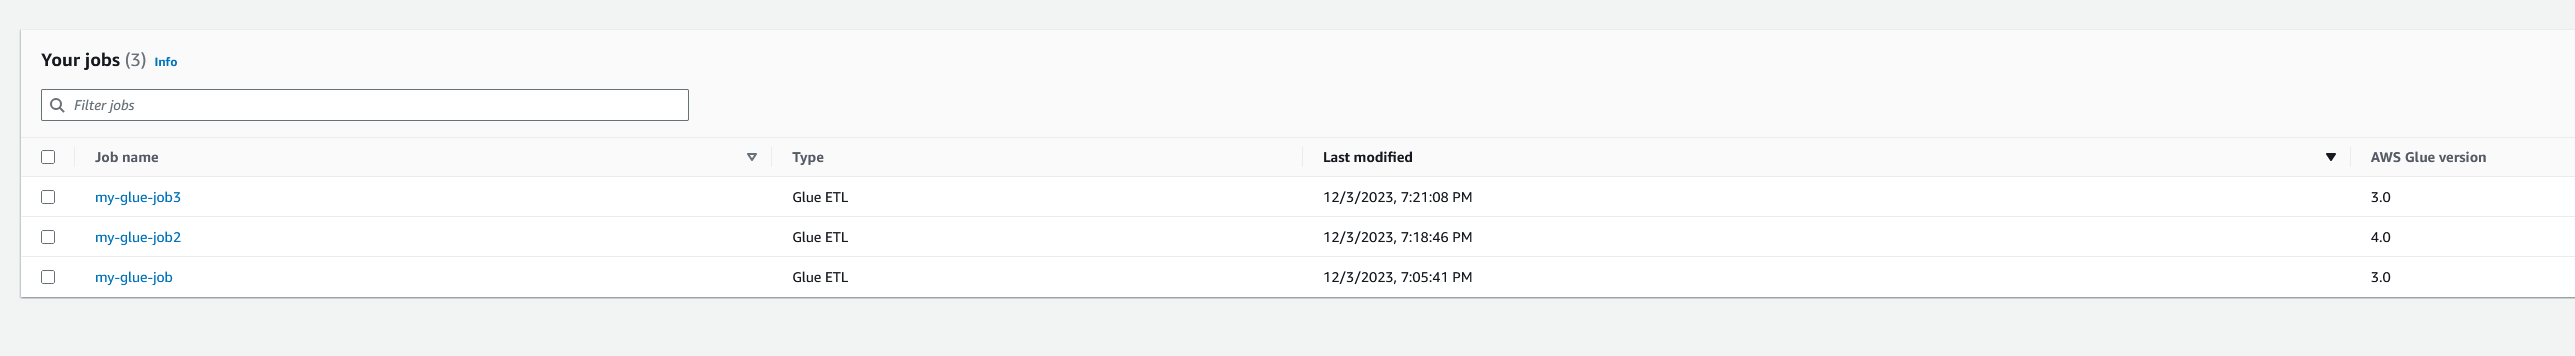 Your jobs (3) Info
Filter jobs
Job name Type Last modified AWS Glue version
my-glue-job3 Glue ETL 12/3/2023, 7:21:08 PM 3.0
my-glue-job2 Glue ETL 12/3/2023, 7:18:46 PM 4.0
my-glue-job Glue ETL 12/3/2023, 7:05:41 PM 3.0